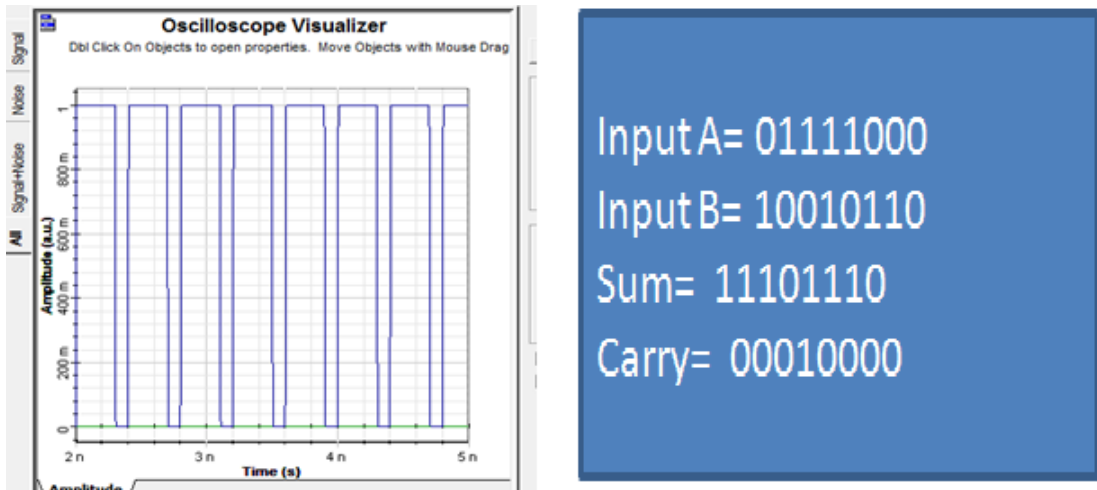 Oscilloscope Visualizer
Dbl Click On Objects to open properties. Move Objects with Mouse Drag
Signal
Noise
Signal+Noise
All
Amplitude (a.u.)
1
800 m
600 m
400 m
200 m
0
2 n 3 n 4 n 5 n
Time (s)
Amplitude
Input A= 01111000
Input B= 10010110
Sum= 11101110
Carry= 00010000